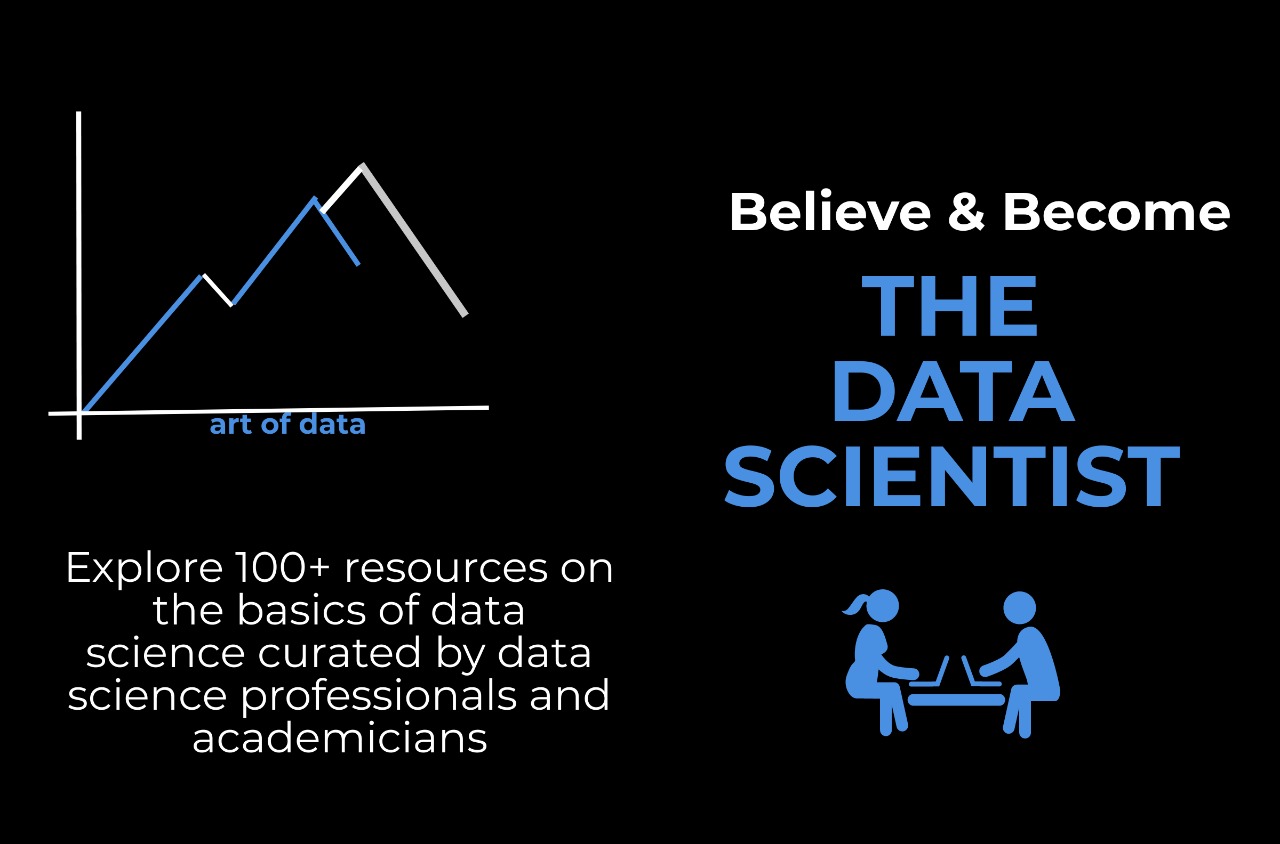 art of data
Explore 100+ resources on
the basics of data
science curated by data
science professionals and
academicians
Believe & Become
THE
DATA
SCIENTIST